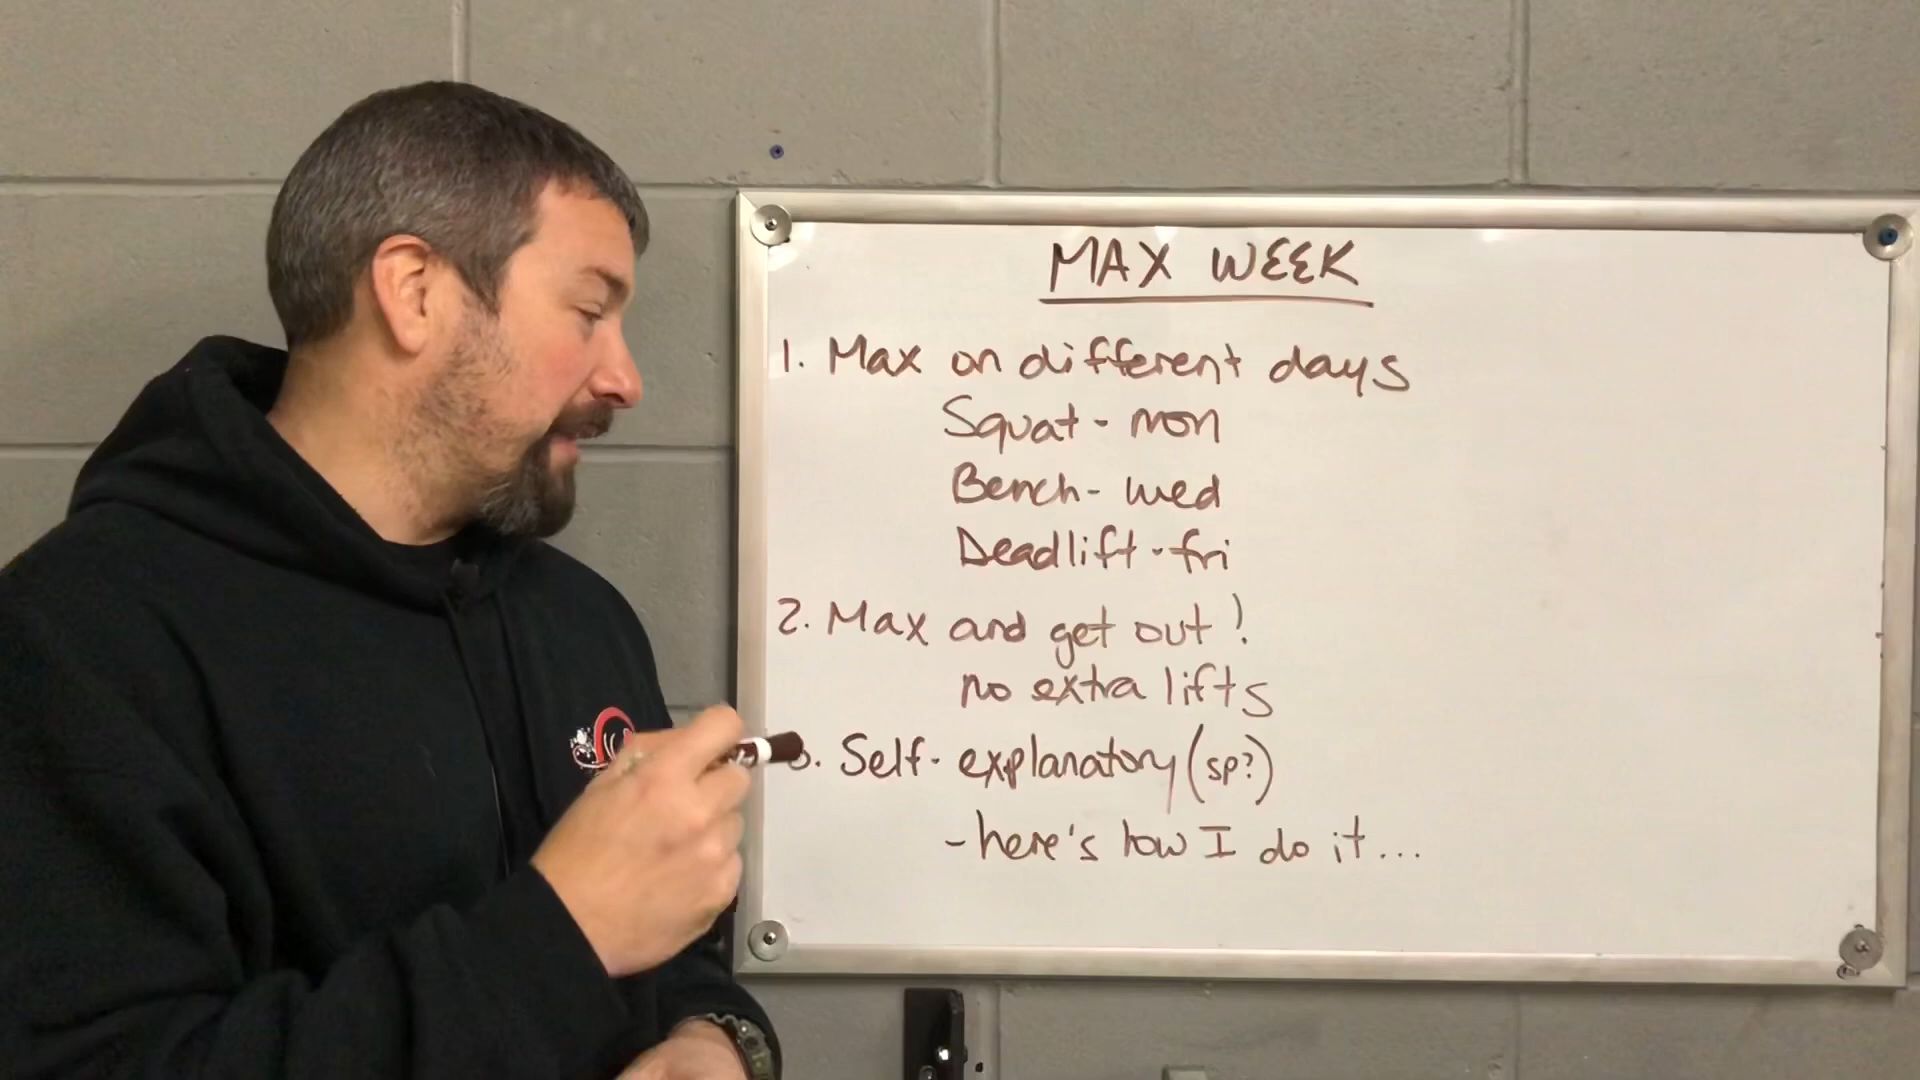 MAX WEEK
1. Max on different days
Squat - mon
Bench - wed
Deadlift - fri
2. Max and get out!
no extra lifts
3. Self-explanatory (sp?)
- here's how I do it...